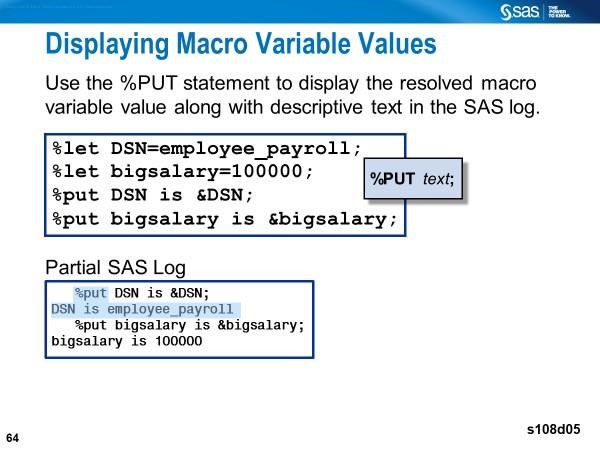 sas
THE
POWER
TO KNOW.
Displaying Macro Variable Values
Use the %PUT statement to display the resolved macro
variable value along with descriptive text in the SAS log.
%let DSN=employee_payroll;
%let bigsalary=100000;
%put DSN is &DSN;
%put bigsalary is &bigsalary;
%PUT text;
Partial SAS Log
%put DSN is &DSN;
DSN is employee_payroll
%put bigsalary is &bigsalary;
bigsalary is 100000
64
s108d05